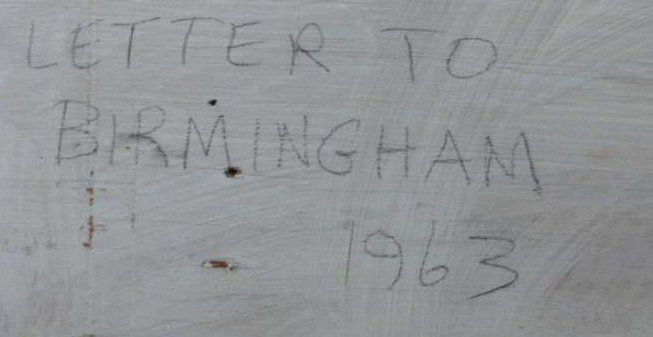 LETTER TO
BIRMINGHAM
1963